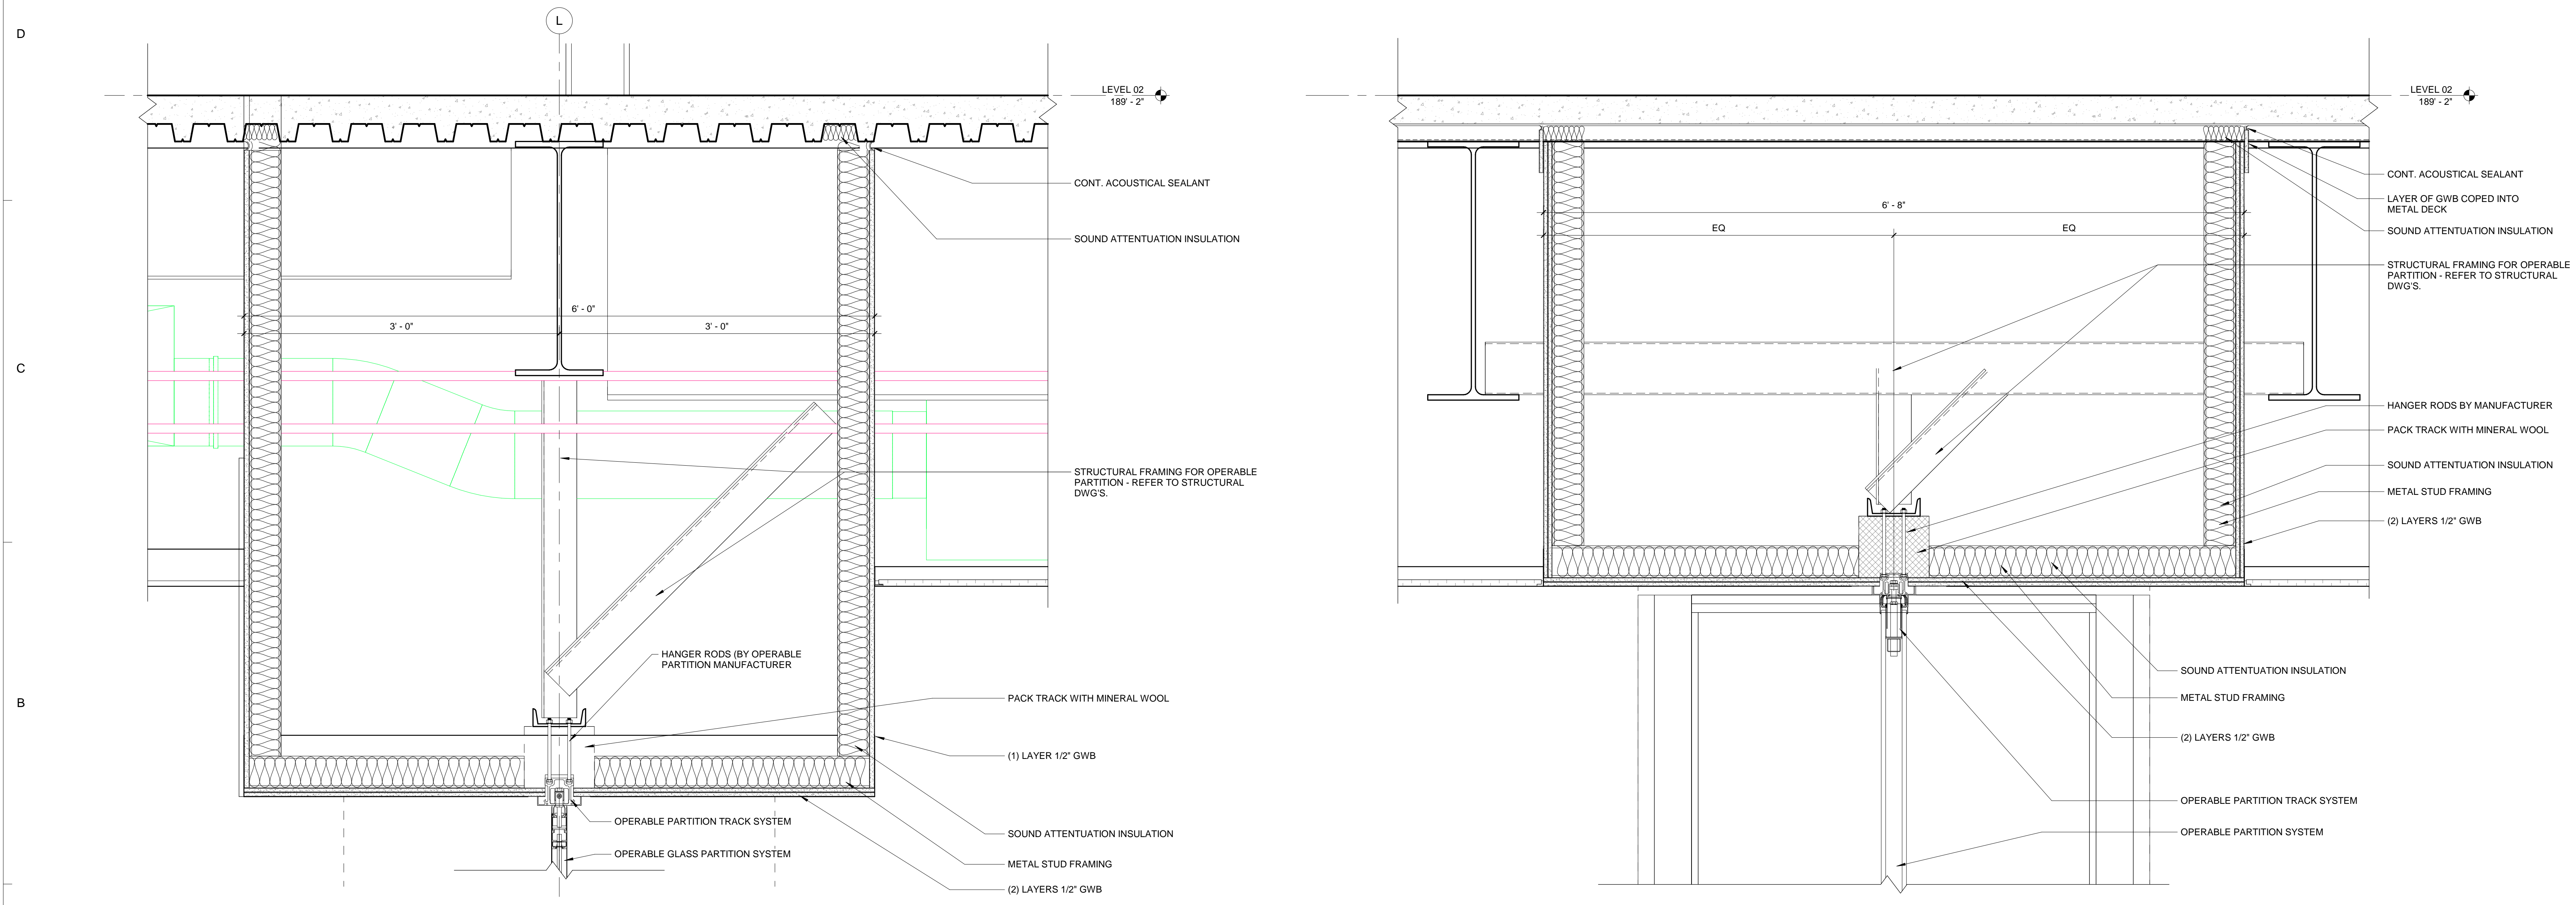 D
C
B
L
LEVEL 02
189' - 2"
CONT. ACOUSTICAL SEALANT
SOUND ATTENTUATION INSULATION
6' - 0"
3' - 0"
3' - 0"
STRUCTURAL FRAMING FOR OPERABLE
PARTITION - REFER TO STRUCTURAL
DWG'S.
HANGER RODS (BY OPERABLE
PARTITION MANUFACTURER
PACK TRACK WITH MINERAL WOOL
(1) LAYER 1/2" GWB
OPERABLE PARTITION TRACK SYSTEM
SOUND ATTENTUATION INSULATION
OPERABLE GLASS PARTITION SYSTEM
METAL STUD FRAMING
(2) LAYERS 1/2" GWB
LEVEL 02
189' - 2"
CONT. ACOUSTICAL SEALANT
LAYER OF GWB COPED INTO
METAL DECK
SOUND ATTENTUATION INSULATION
6' - 8"
EQ
EQ
STRUCTURAL FRAMING FOR OPERABLE
PARTITION - REFER TO STRUCTURAL
DWG'S.
HANGER RODS BY MANUFACTURER
PACK TRACK WITH MINERAL WOOL
SOUND ATTENTUATION INSULATION
METAL STUD FRAMING
(2) LAYERS 1/2" GWB
SOUND ATTENTUATION INSULATION
METAL STUD FRAMING
(2) LAYERS 1/2" GWB
OPERABLE PARTITION TRACK SYSTEM
OPERABLE PARTITION SYSTEM